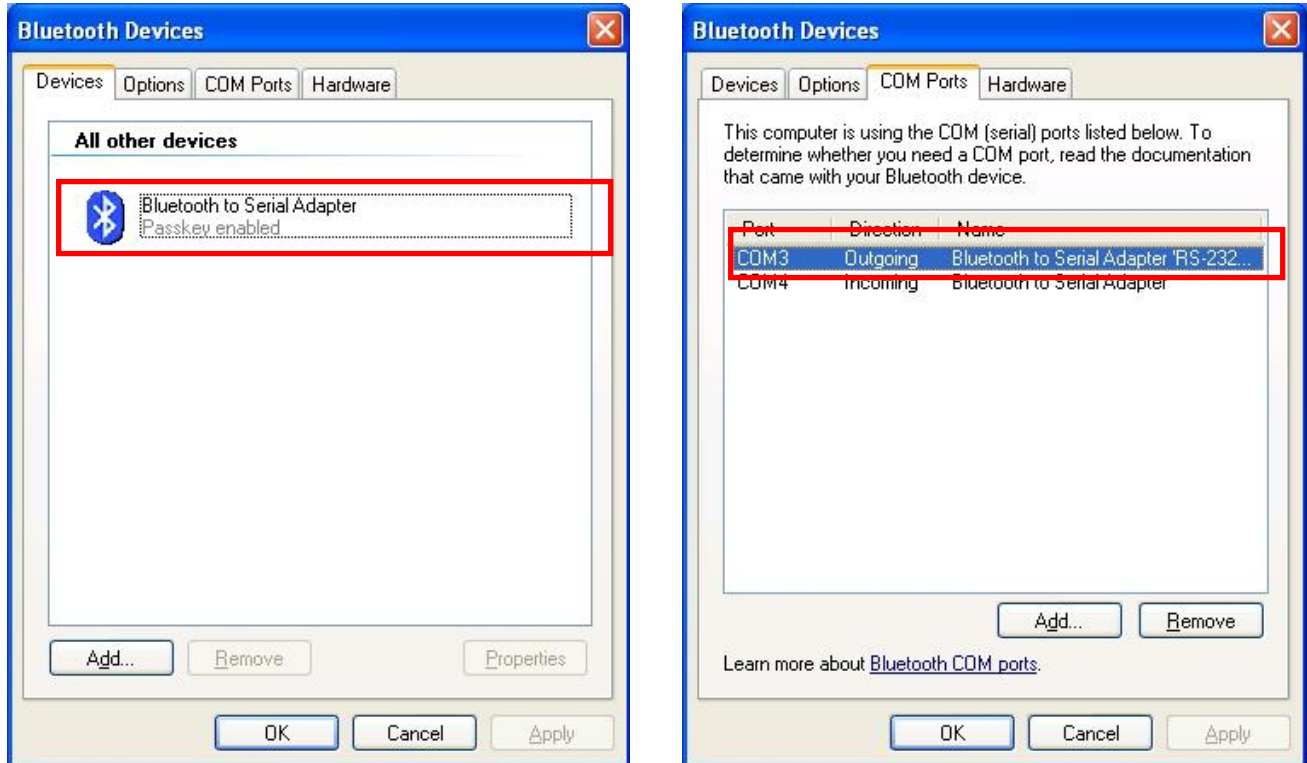 Bluetooth Devices
Devices Options COM Ports Hardware
All other devices
Bluetooth to Serial Adapter
Passkey enabled
Add... Remove Properties
OK Cancel Apply
Bluetooth Devices
Devices Options COM Ports Hardware
This computer is using the COM (serial) ports listed below. To
determine whether you need a COM port, read the documentation
that came with your Bluetooth device.
Port Direction Name
COM3 Outgoing Bluetooth to Serial Adapter 'RS-232...
COM4 Incoming Bluetooth to Serial Adapter
Add... Remove
Learn more about Bluetooth COM ports.
OK Cancel Apply